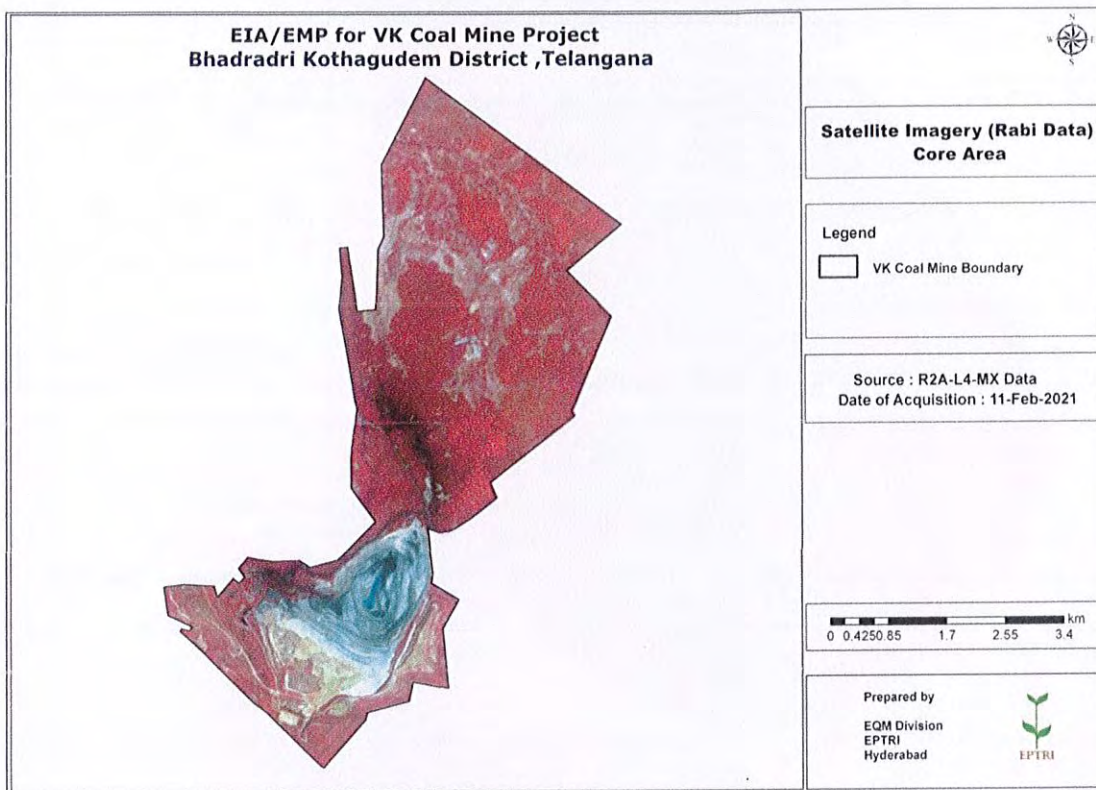 EIA/EMP for VK Coal Mine Project
Bhadradri Kothagudem District ,Telangana
N
W E
S
Satellite Imagery (Rabi Data)
Core Area
Legend
VK Coal Mine Boundary
Source : R2A-L4-MX Data
Date of Acquisition : 11-Feb-2021
km
0 0.425 0.85 1.7 2.55 3.4
Prepared by
EQM Division
EPTRI
Hyderabad
EPTRI